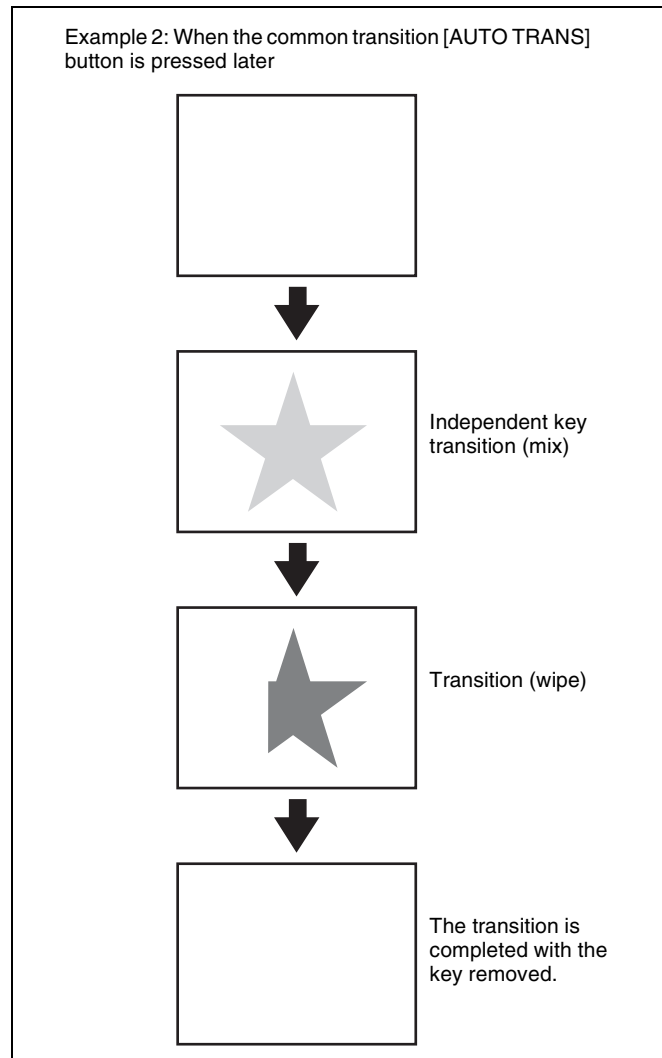 Example 2: When the common transition [AUTO TRANS]
button is pressed later
Independent key
transition (mix)
Transition (wipe)
The transition is
completed with the
key removed.